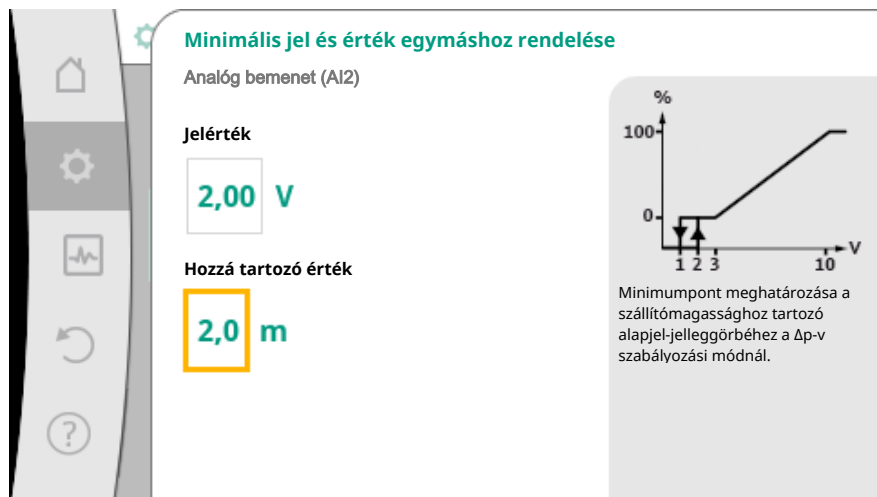 Minimális jel és érték egymáshoz rendelése
Analóg bemenet (AI2)
Jelérték
2,00 V
Hozzá tartozó érték
2,0 m
%
100
0
1 2 3 10 V
Minimumpont meghatározása a
szállítómagassághoz tartozó
alapjel-jelleggörbéhez a Δp-v
szabályozási módnál.
?